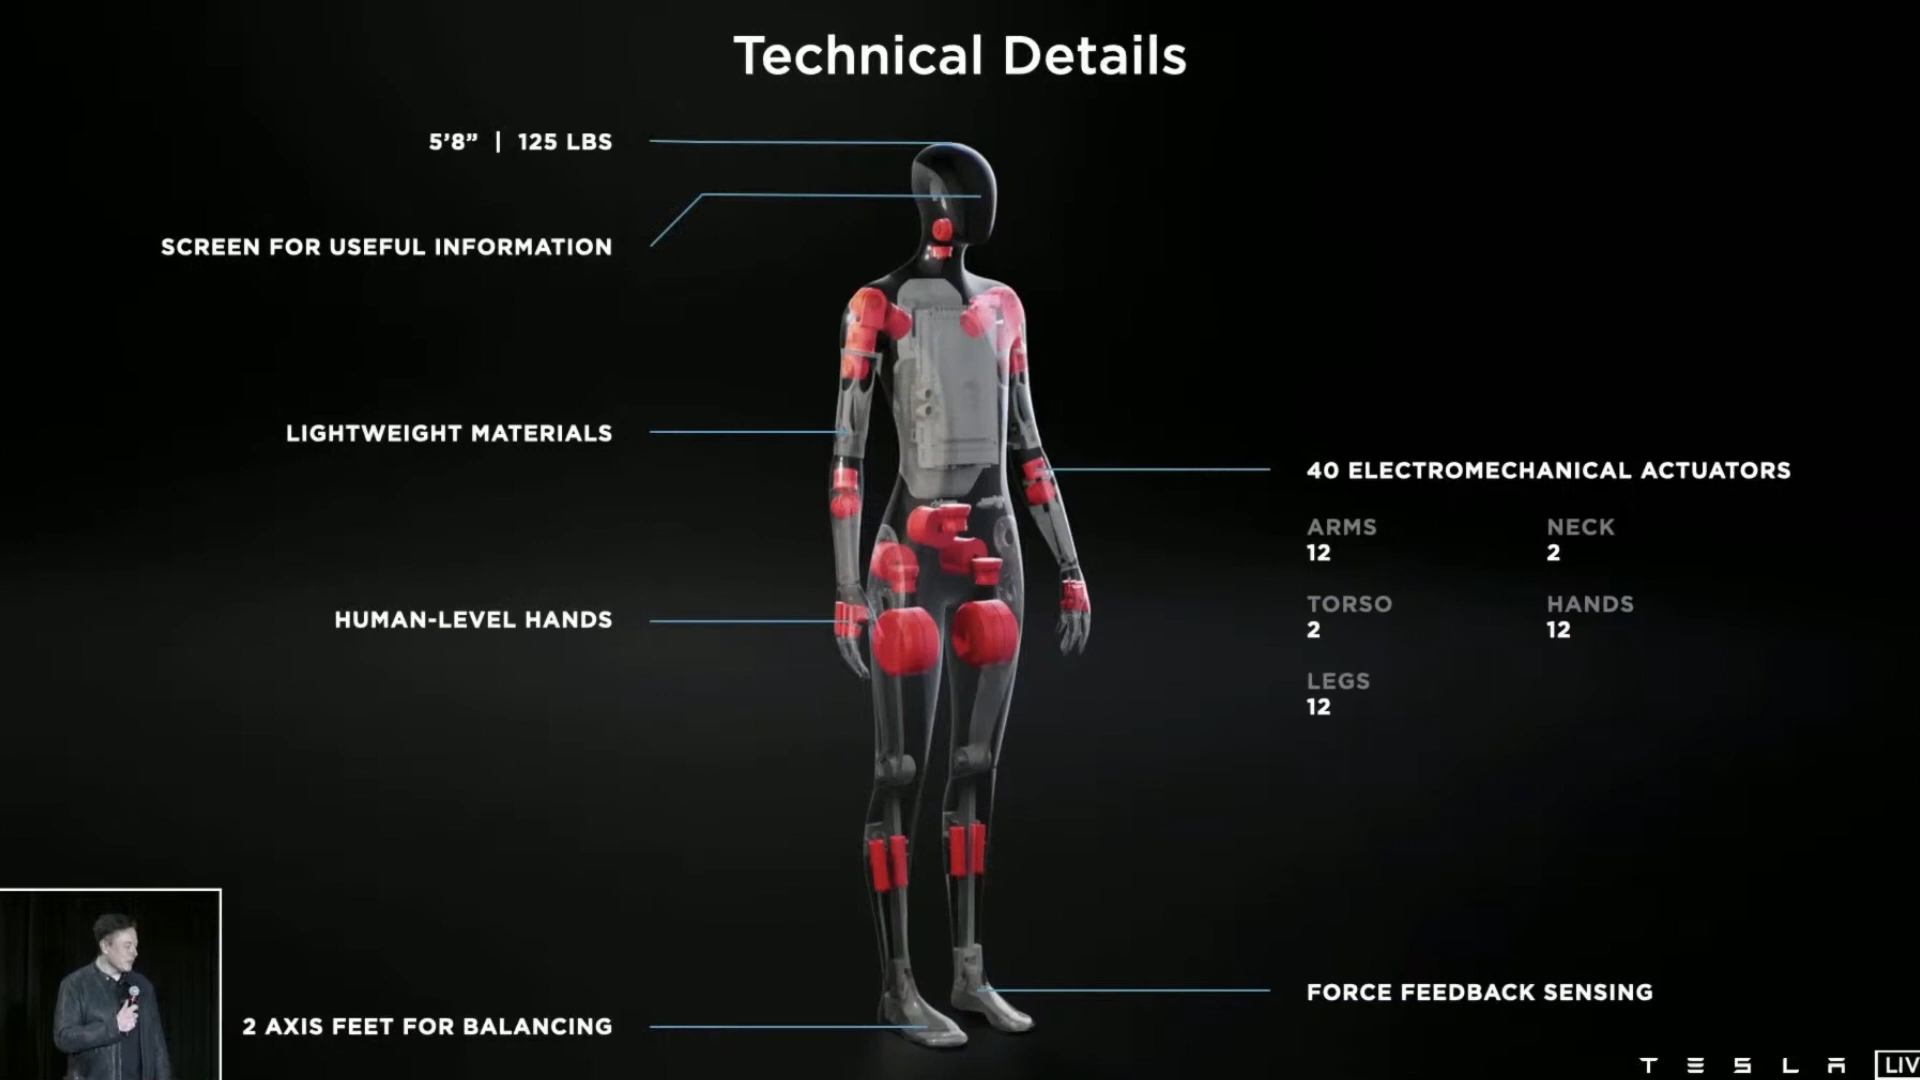 Technical Details
5’8” | 125 LBS
SCREEN FOR USEFUL INFORMATION
LIGHTWEIGHT MATERIALS
HUMAN-LEVEL HANDS
2 AXIS FEET FOR BALANCING
40 ELECTROMECHANICAL ACTUATORS
ARMS NECK
12 2
TORSO HANDS
2 12
LEGS
12
FORCE FEEDBACK SENSING
TESLA LIV